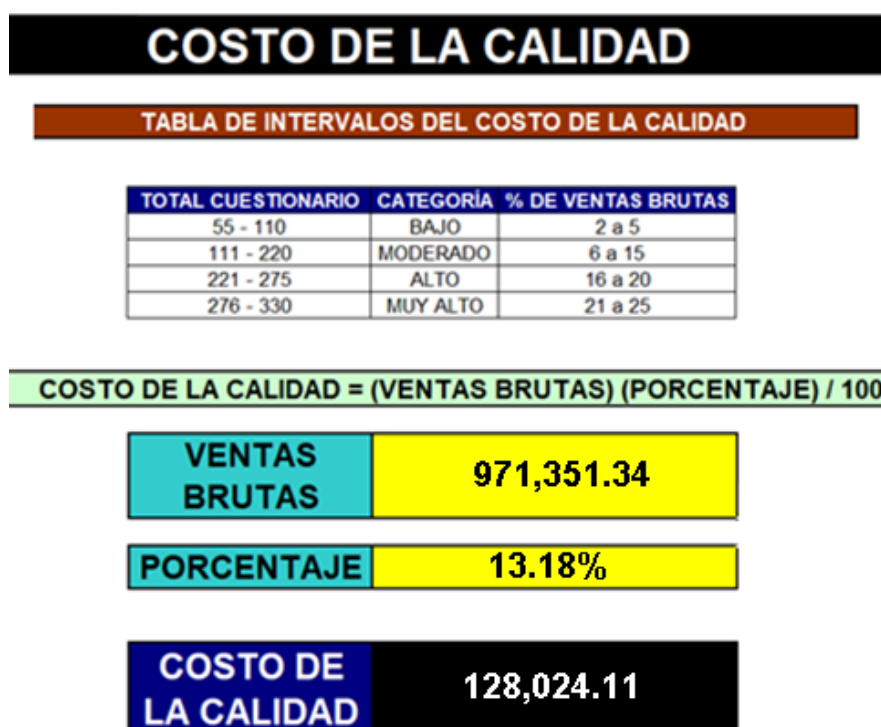 COSTO DE LA CALIDAD
TABLA DE INTERVALOS DEL COSTO DE LA CALIDAD
TOTAL CUESTIONARIO CATEGORÍA % DE VENTAS BRUTAS
55 - 110 BAJO 2 a 5
111 - 220 MODERADO 6 a 15
221 - 275 ALTO 16 a 20
276 - 330 MUY ALTO 21 a 25
COSTO DE LA CALIDAD = (VENTAS BRUTAS) (PORCENTAJE) / 100
VENTAS
BRUTAS
971,351.34
PORCENTAJE 13.18%
COSTO DE
LA CALIDAD
128,024.11